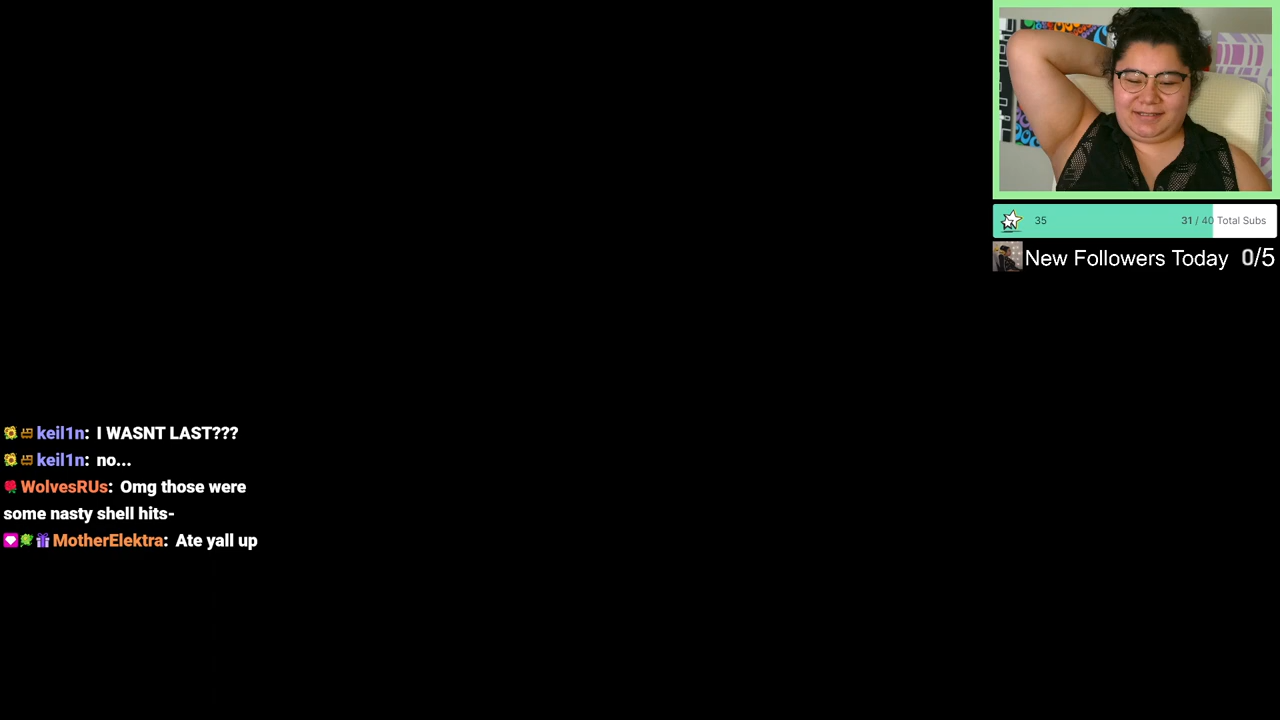 35 31 / 40 Total Subs
New Followers Today 0/5
keil1n: I WASNT LAST???
keil1n: no...
WolvesRUs: Omg those were
some nasty shell hits-
MotherElektra: Ate yall up